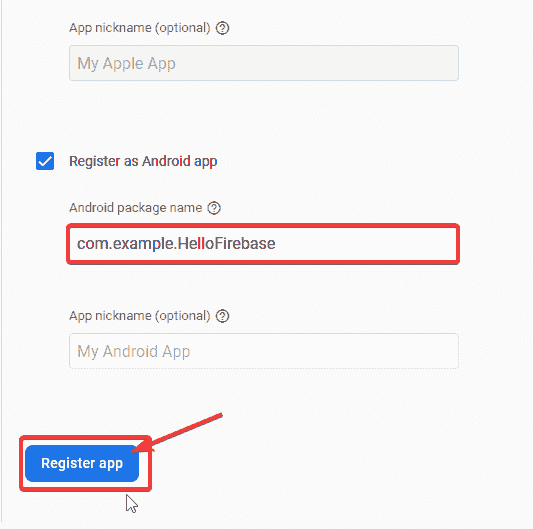 App nickname (optional)
My Apple App
Register as Android app
Android package name
com.example.HelloFirebase
App nickname (optional)
My Android App
Register app